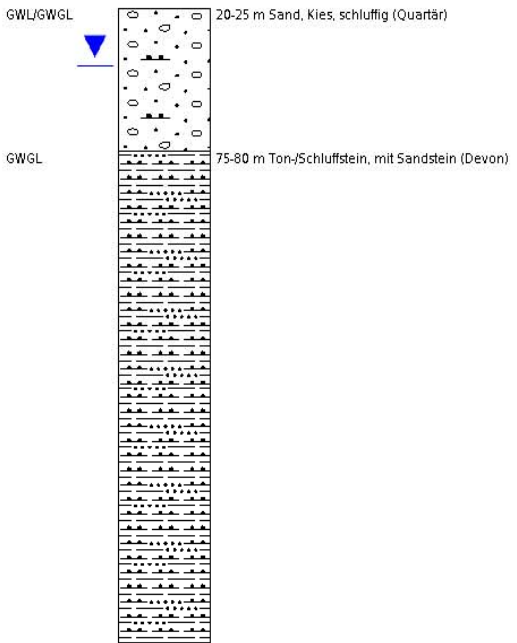 GWL/GWGL 20-25 m Sand, Kies, schluffig (Quartär)
GWGL 75-80 m Ton-/Schluffstein, mit Sandstein (Devon)